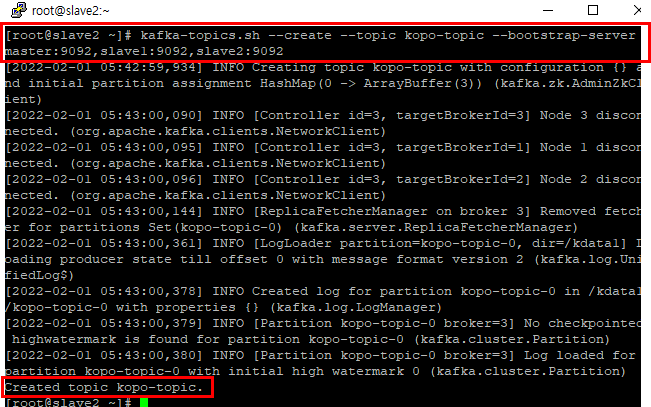 root@slave2:~
[root@slave2 ~]# kafka-topics.sh --create --topic kopo-topic --bootstrap-server
master:9092,slave1:9092,slave2:9092
[2022-02-01 05:42:59,934] INFO Creating topic kopo-topic with configuration {} a
nd initial partition assignment HashMap(0 -> ArrayBuffer(3)) (kafka.zk.AdminZkCl
ient)
[2022-02-01 05:43:00,090] INFO [Controller id=3, targetBrokerId=3] Node 3 discon
nected. (org.apache.kafka.clients.NetworkClient)
[2022-02-01 05:43:00,095] INFO [Controller id=3, targetBrokerId=1] Node 1 discon
nected. (org.apache.kafka.clients.NetworkClient)
[2022-02-01 05:43:00,096] INFO [Controller id=3, targetBrokerId=2] Node 2 discon
nected. (org.apache.kafka.clients.NetworkClient)
[2022-02-01 05:43:00,144] INFO [ReplicaFetcherManager on broker 3] Removed fetch
er for partitions Set(kopo-topic-0) (kafka.server.ReplicaFetcherManager)
[2022-02-01 05:43:00,361] INFO [LogLoader partition=kopo-topic-0, dir=/kdata1] L
oading producer state till offset 0 with message format version 2 (kafka.log.Uni
fiedLog$)
[2022-02-01 05:43:00,378] INFO Created log for partition kopo-topic-0 in /kdata1
/kopo-topic-0 with properties {} (kafka.log.LogManager)
[2022-02-01 05:43:00,379] INFO [Partition kopo-topic-0 broker=3] No checkpointed
highwatermark is found for partition kopo-topic-0 (kafka.cluster.Partition)
[2022-02-01 05:43:00,380] INFO [Partition kopo-topic-0 broker=3] Log loaded for
partition kopo-topic-0 with initial high watermark 0 (kafka.cluster.Partition)
Created topic kopo-topic.
[root@slave2 ~]#